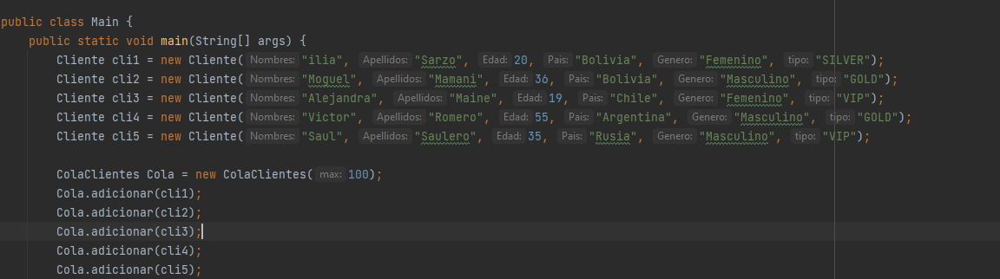 public class Main {
public static void main(String[] args) {
Cliente cli1 = new Cliente( Nombres: "ilia", Apellidos: "Sarzo", Edad: 20, Pais: "Bolivia", Genero: "Femenino", tipo: "SILVER");
Cliente cli2 = new Cliente( Nombres: "Moguel", Apellidos: "Mamani", Edad: 36, Pais: "Bolivia", Genero: "Masculino", tipo: "GOLD");
Cliente cli3 = new Cliente( Nombres: "Alejandra", Apellidos: "Maine", Edad: 19, Pais: "Chile", Genero: "Femenino", tipo: "VIP");
Cliente cli4 = new Cliente( Nombres: "Victor", Apellidos: "Romero", Edad: 55, Pais: "Argentina", Genero: "Masculino", tipo: "GOLD");
Cliente cli5 = new Cliente( Nombres: "Saul", Apellidos: "Saulero", Edad: 35, Pais: "Rusia", Genero: "Masculino", tipo: "VIP");
ColaClientes Cola = new ColaClientes( max: 100);
Cola.adicionar(cli1);
Cola.adicionar(cli2);
Cola.adicionar(cli3);
Cola.adicionar(cli4);
Cola.adicionar(cli5);